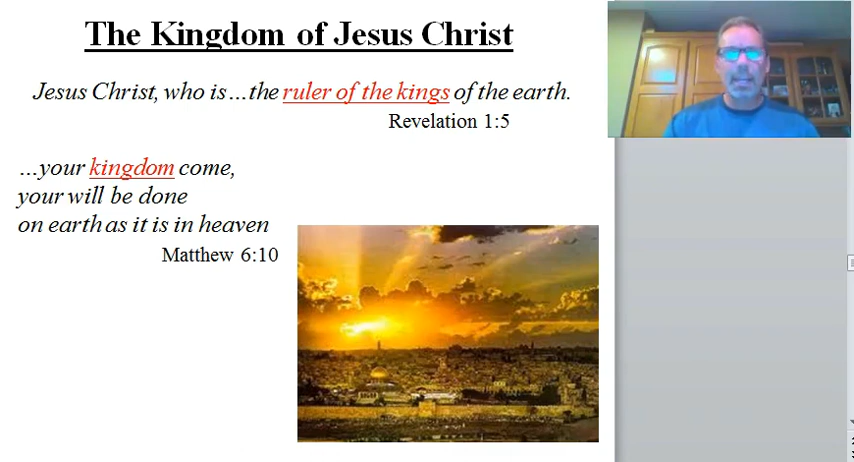 The Kingdom of Jesus Christ
Jesus Christ, who is…the ruler of the kings of the earth.
Revelation 1:5
…your kingdom come,
your will be done
on earth as it is in heaven
Matthew 6:10